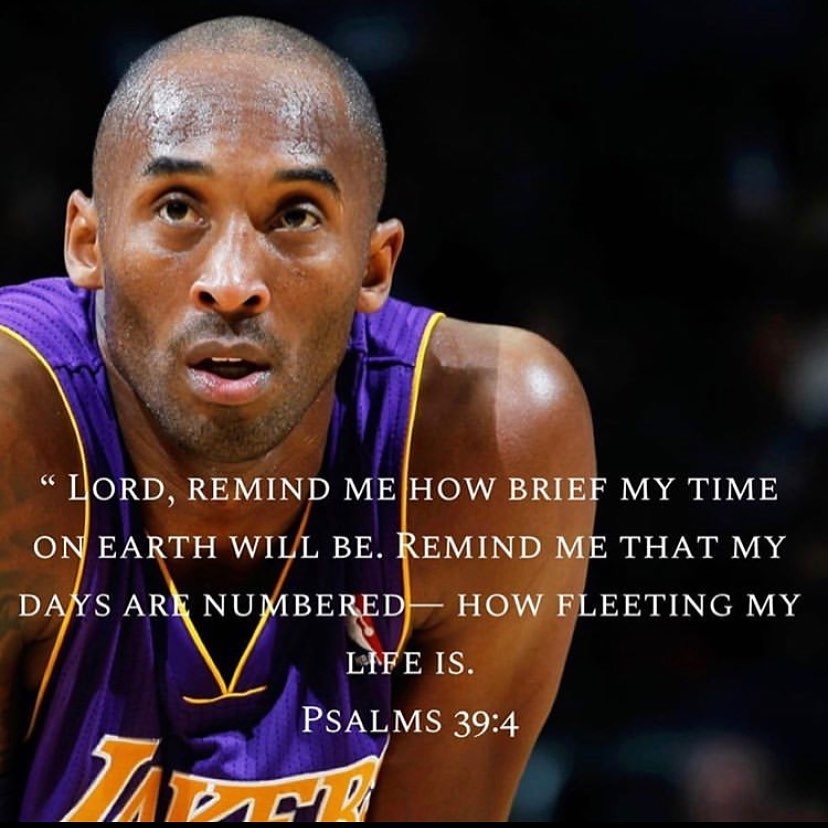 “ Lord, remind me how brief my time
on earth will be. Remind me that my
days are numbered— how fleeting my
life is.
Psalms 39:4
LAKER